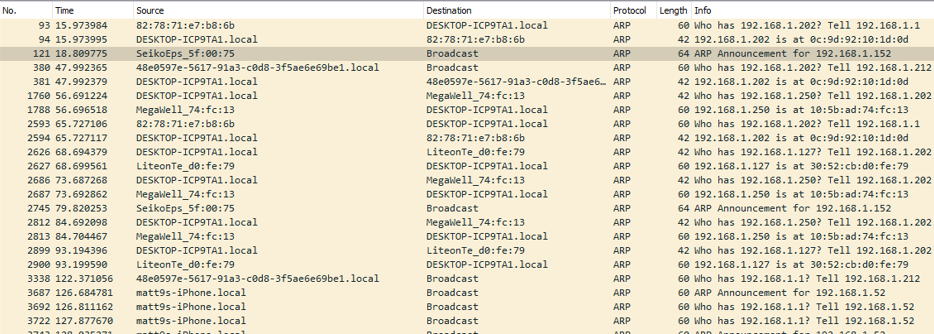 No. Time Source Destination Protocol Length Info
93 15.973984 82:78:71:e7:b8:6b DESKTOP-ICP9TA1.local ARP 60 Who has 192.168.1.202? Tell 192.168.1.1
94 15.973995 DESKTOP-ICP9TA1.local 82:78:71:e7:b8:6b ARP 42 192.168.1.202 is at 0c:9d:92:10:1d:0d
121 18.809775 SeikoEps_5f:00:75 Broadcast ARP 64 ARP Announcement for 192.168.1.152
380 47.992365 48e0597e-5617-91a3-c0d8-3f5ae6e69be1.local Broadcast ARP 60 Who has 192.168.1.202? Tell 192.168.1.212
381 47.992379 DESKTOP-ICP9TA1.local 48e0597e-5617-91a3-c0d8-3f5ae6… ARP 42 192.168.1.202 is at 0c:9d:92:10:1d:0d
1760 56.691224 DESKTOP-ICP9TA1.local MegaWell_74:fc:13 ARP 42 Who has 192.168.1.250? Tell 192.168.1.202
1788 56.696518 MegaWell_74:fc:13 DESKTOP-ICP9TA1.local ARP 60 192.168.1.250 is at 10:5b:ad:74:fc:13
2593 65.727106 82:78:71:e7:b8:6b DESKTOP-ICP9TA1.local ARP 60 Who has 192.168.1.202? Tell 192.168.1.1
2594 65.727117 DESKTOP-ICP9TA1.local 82:78:71:e7:b8:6b ARP 42 192.168.1.202 is at 0c:9d:92:10:1d:0d
2626 68.694379 DESKTOP-ICP9TA1.local LiteonTe_d0:fe:79 ARP 42 Who has 192.168.1.127? Tell 192.168.1.202
2627 68.699561 LiteonTe_d0:fe:79 DESKTOP-ICP9TA1.local ARP 60 192.168.1.127 is at 30:52:cb:d0:fe:79
2686 73.687268 DESKTOP-ICP9TA1.local MegaWell_74:fc:13 ARP 42 Who has 192.168.1.250? Tell 192.168.1.202
2687 73.692862 MegaWell_74:fc:13 DESKTOP-ICP9TA1.local ARP 60 192.168.1.250 is at 10:5b:ad:74:fc:13
2745 79.820253 SeikoEps_5f:00:75 Broadcast ARP 64 ARP Announcement for 192.168.1.152
2812 84.692098 DESKTOP-ICP9TA1.local MegaWell_74:fc:13 ARP 42 Who has 192.168.1.250? Tell 192.168.1.202
2813 84.704467 MegaWell_74:fc:13 DESKTOP-ICP9TA1.local ARP 60 192.168.1.250 is at 10:5b:ad:74:fc:13
2899 93.194396 DESKTOP-ICP9TA1.local LiteonTe_d0:fe:79 ARP 42 Who has 192.168.1.127? Tell 192.168.1.202
2900 93.199590 LiteonTe_d0:fe:79 DESKTOP-ICP9TA1.local ARP 60 192.168.1.127 is at 30:52:cb:d0:fe:79
3338 122.371056 48e0597e-5617-91a3-c0d8-3f5ae6e69be1.local Broadcast ARP 60 Who has 192.168.1.1? Tell 192.168.1.212
3687 126.684781 matt9s-iPhone.local Broadcast ARP 60 ARP Announcement for 192.168.1.52
3692 126.811162 matt9s-iPhone.local Broadcast ARP 60 Who has 192.168.1.1? Tell 192.168.1.52
3722 127.877670 matt9s-iPhone.local Broadcast ARP 60 Who has 192.168.1.1? Tell 192.168.1.52